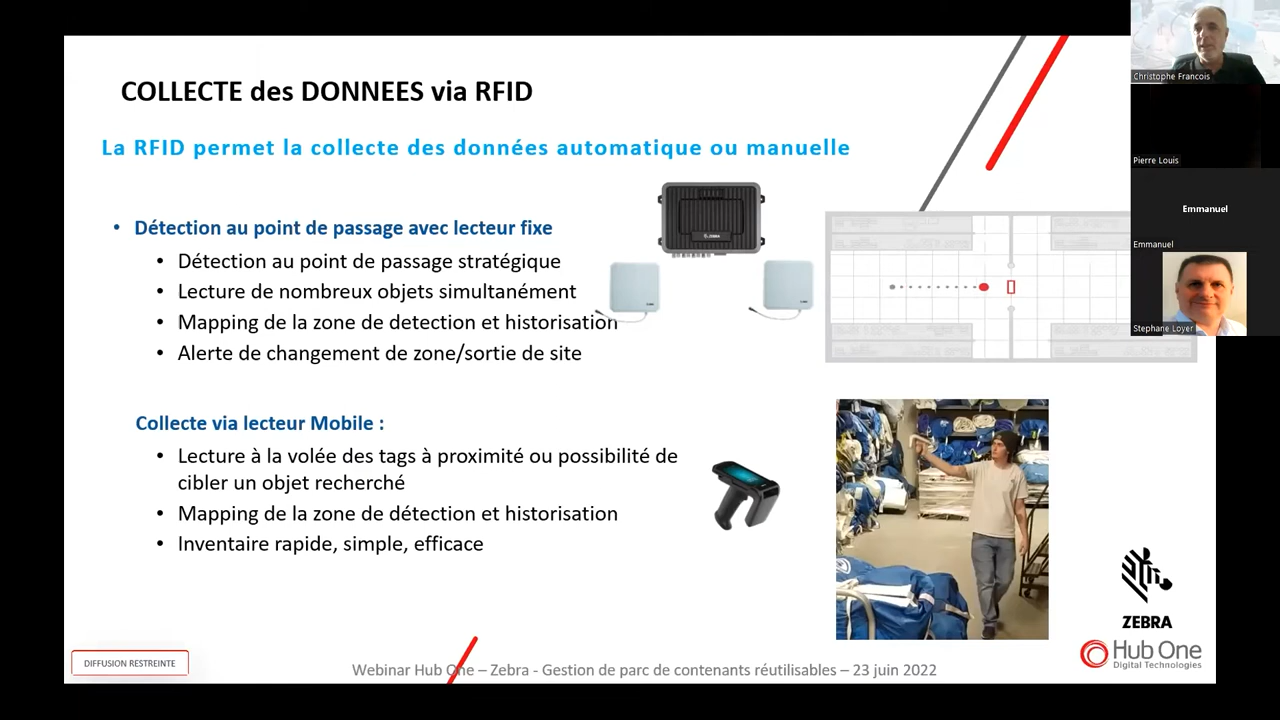 COLLECTE des DONNEES via RFID
La RFID permet la collecte des données automatique ou manuelle
• Détection au point de passage avec lecteur fixe
• Détection au point de passage stratégique
• Lecture de nombreux objets simultanément
• Mapping de la zone de detection et historisation
• Alerte de changement de zone/sortie de site
Collecte via lecteur Mobile :
• Lecture à la volée des tags à proximité ou possibilité de
cibler un objet recherché
• Mapping de la zone de détection et historisation
• Inventaire rapide, simple, efficace
ZEBRA
ZEBRA
Hub One
Digital Technologies
DIFFUSION RESTREINTE
Webinar Hub One – Zebra - Gestion de parc de contenants réutilisables – 23 juin 2022
Christophe Francois
Pierre Louis
Emmanuel
Emmanuel
Stephane Loyer